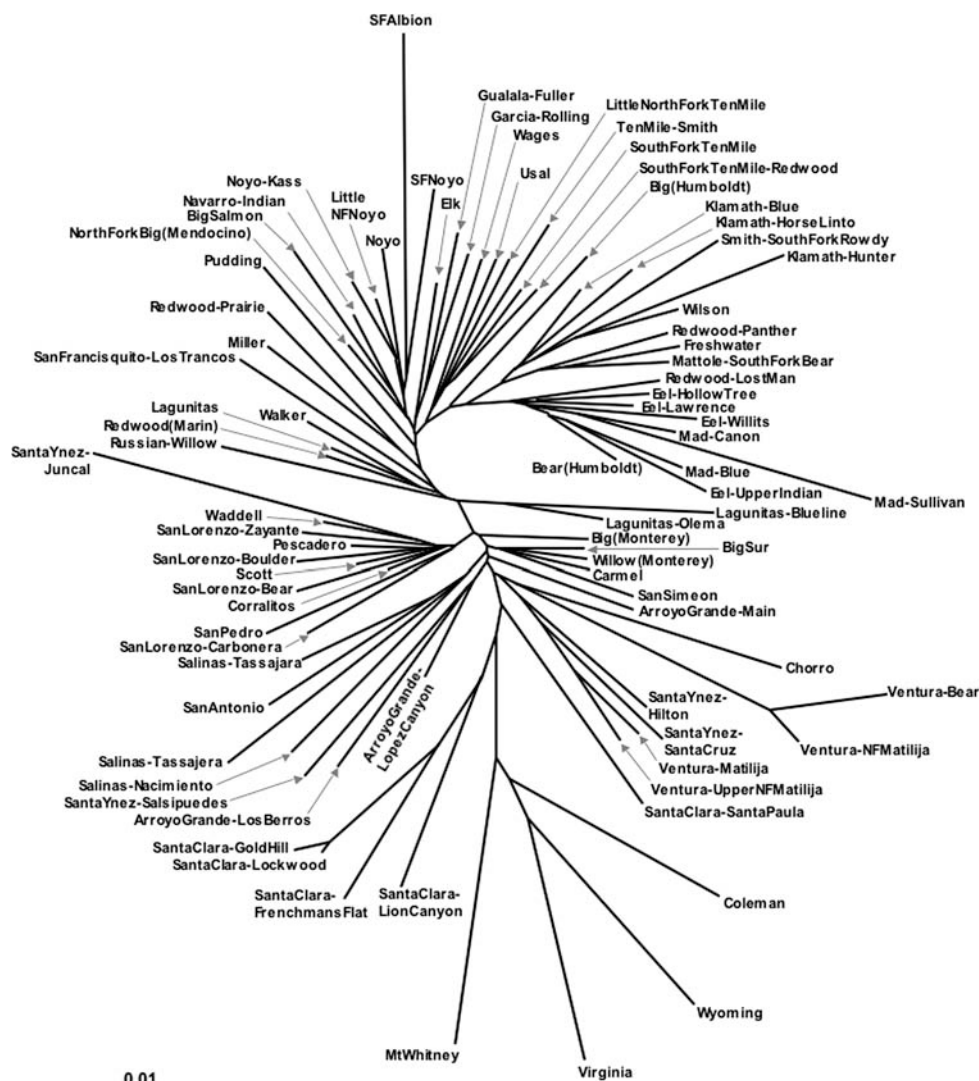 SFAlbion
Gualala-Fuller
LittleNorthForkTenMile
Garcia-Rolling
TenMile-Smith
Wages
SouthForkTenMile
Usal
SouthForkTenMile-Redwood
SFNoyo
Big(Humboldt)
Noyo-Kass
Little
NFNoyo
Elk
Klamath-Blue
Navarro-Indian
BigSalmon
Klamath-HorseLinto
NorthForkBig(Mendocino)
Noyo
Smith-SouthForkRowdy
Pudding
Klamath-Hunter
Redwood-Prairie
Wilson
Redwood-Panther
Miller
Freshwater
SanFrancisquito-LosTrancos
Mattole-SouthForkBear
Redwood-LostMan
Eel-HollowTree
Lagunitas
Walker
Eel-Lawrence
Redwood(Marin)
Eel-Willits
Russian-Willow
Mad-Canon
SantaYnez-
Juncal
Bear(Humboldt)
Mad-Blue
Eel-UpperIndian
Mad-Sullivan
Lagunitas-Blueline
Waddell
Lagunitas-Olema
SanLorenzo-Zayante
Big(Monterey)
Pescadero
BigSur
SanLorenzo-Boulder
Willow(Monterey)
Scott
Carmel
SanLorenzo-Bear
SanSimeon
Corralitos
ArroyoGrande-Main
SanPedro
SanLorenzo-Carbonera
Salinas-Tassajara
Chorro
SanAntonio
ArroyoGrande-
LopezCanyon
SantaYnez-
Hilton
Ventura-Bear
SantaYnez-
SantaCruz
Ventura-NFMatilija
Salinas-Tassajera
Ventura-Matilija
Salinas-Nacimiento
Ventura-UpperNFMatilija
SantaYnez-Salsipuedes
SantaClara-SantaPaula
ArroyoGrande-LosBerros
SantaClara-GoldHill
SantaClara-Lockwood
SantaClara-
FrenchmansFlat
SantaClara-
LionCanyon
Coleman
Wyoming
MtWhitney
Virginia
0.01